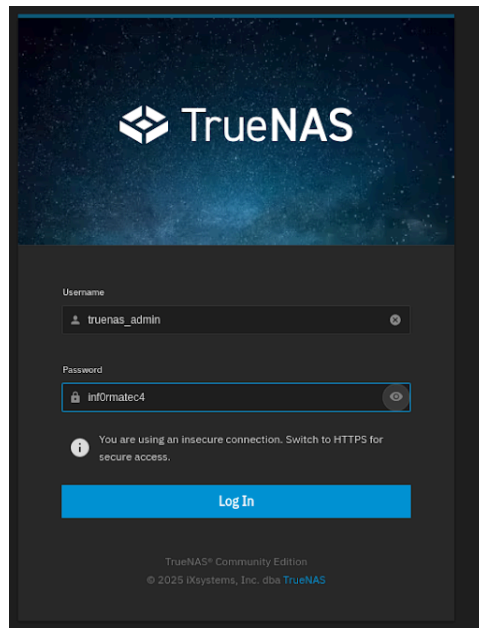 TrueNAS
Username
truenas_admin
Password
inf0rmatec4
You are using an insecure connection. Switch to HTTPS for
secure access.
Log In
TrueNAS® Community Edition
© 2025 iXsystems, Inc. dba TrueNAS